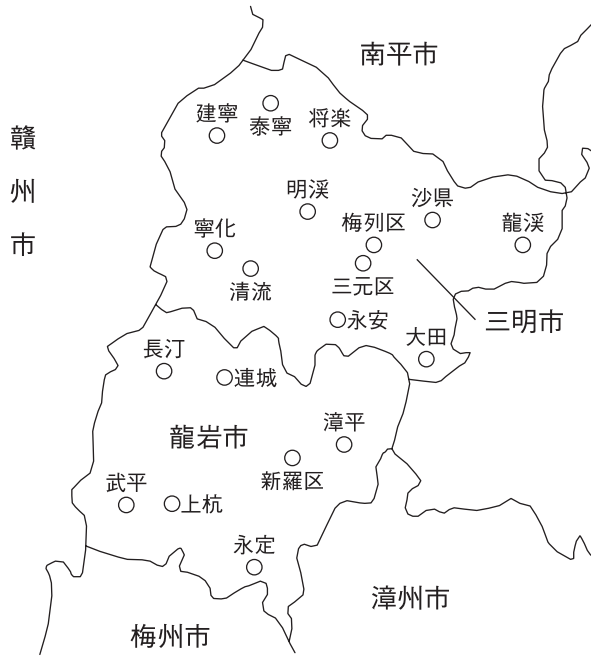 南平市
贛州市
建寧
泰寧
将楽
明渓
沙県
寧化
梅列区
龍渓
清流
三元区
永安
三明市
大田
長汀
連城
龍岩市
漳平
新羅区
武平
上杭
永定
漳州市
梅州市